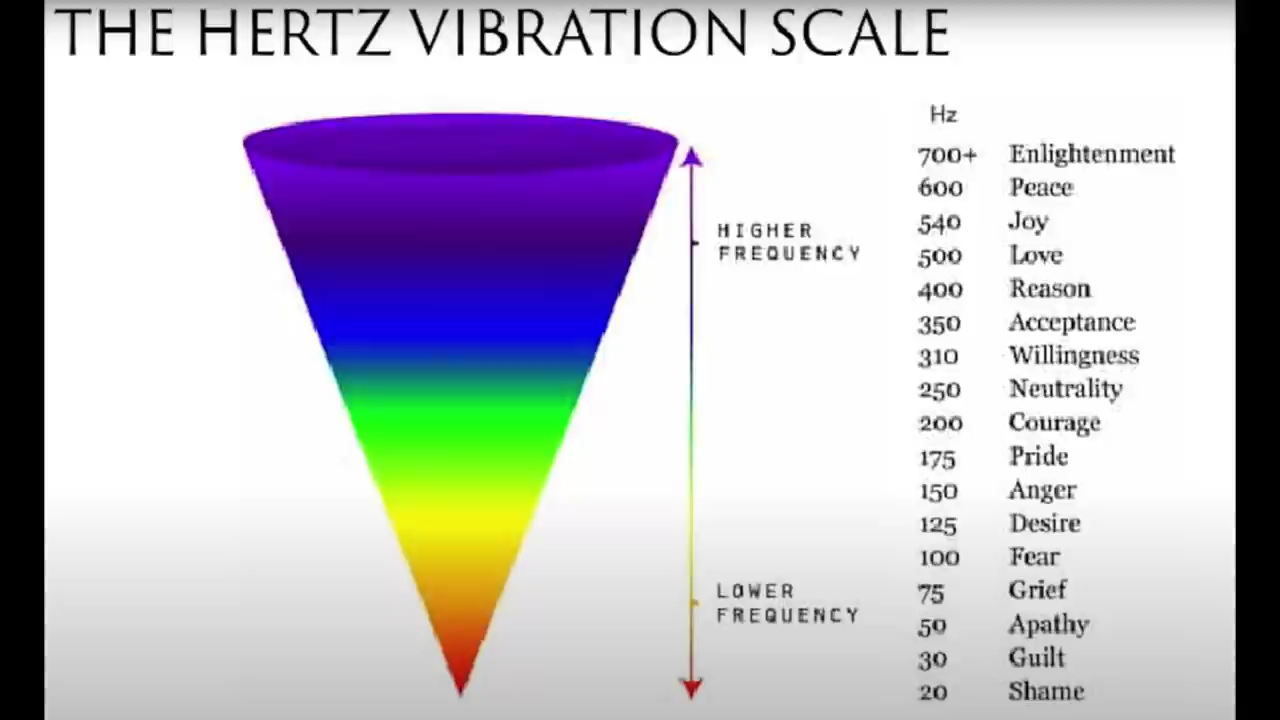 THE HERTZ VIBRATION SCALE
HIGHER
FREQUENCY
LOWER
FREQUENCY
Hz
700+ Enlightenment
600 Peace
540 Joy
500 Love
400 Reason
350 Acceptance
310 Willingness
250 Neutrality
200 Courage
175 Pride
150 Anger
125 Desire
100 Fear
75 Grief
50 Apathy
30 Guilt
20 Shame